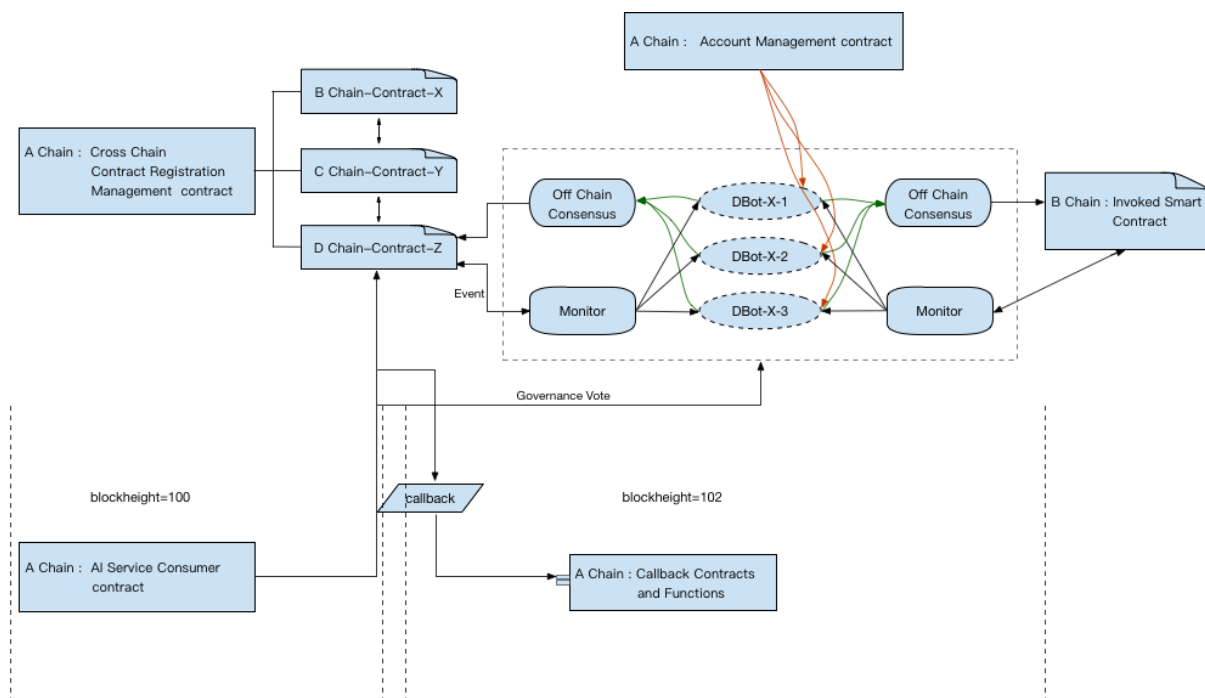 A Chain : Account Management contract
B Chain-Contract-X
A Chain : Cross Chain
Contract Registration
Management contract
C Chain-Contract-Y
D Chain-Contract-Z
Off Chain
Consensus
DBot-X-1
DBot-X-2
DBot-X-3
Off Chain
Consensus
B Chain : Invoked Smart
Contract
Event
Monitor
Monitor
Governance Vote
blockheight=100
callback
blockheight=102
A Chain : AI Service Consumer
contract
A Chain : Callback Contracts
and Functions